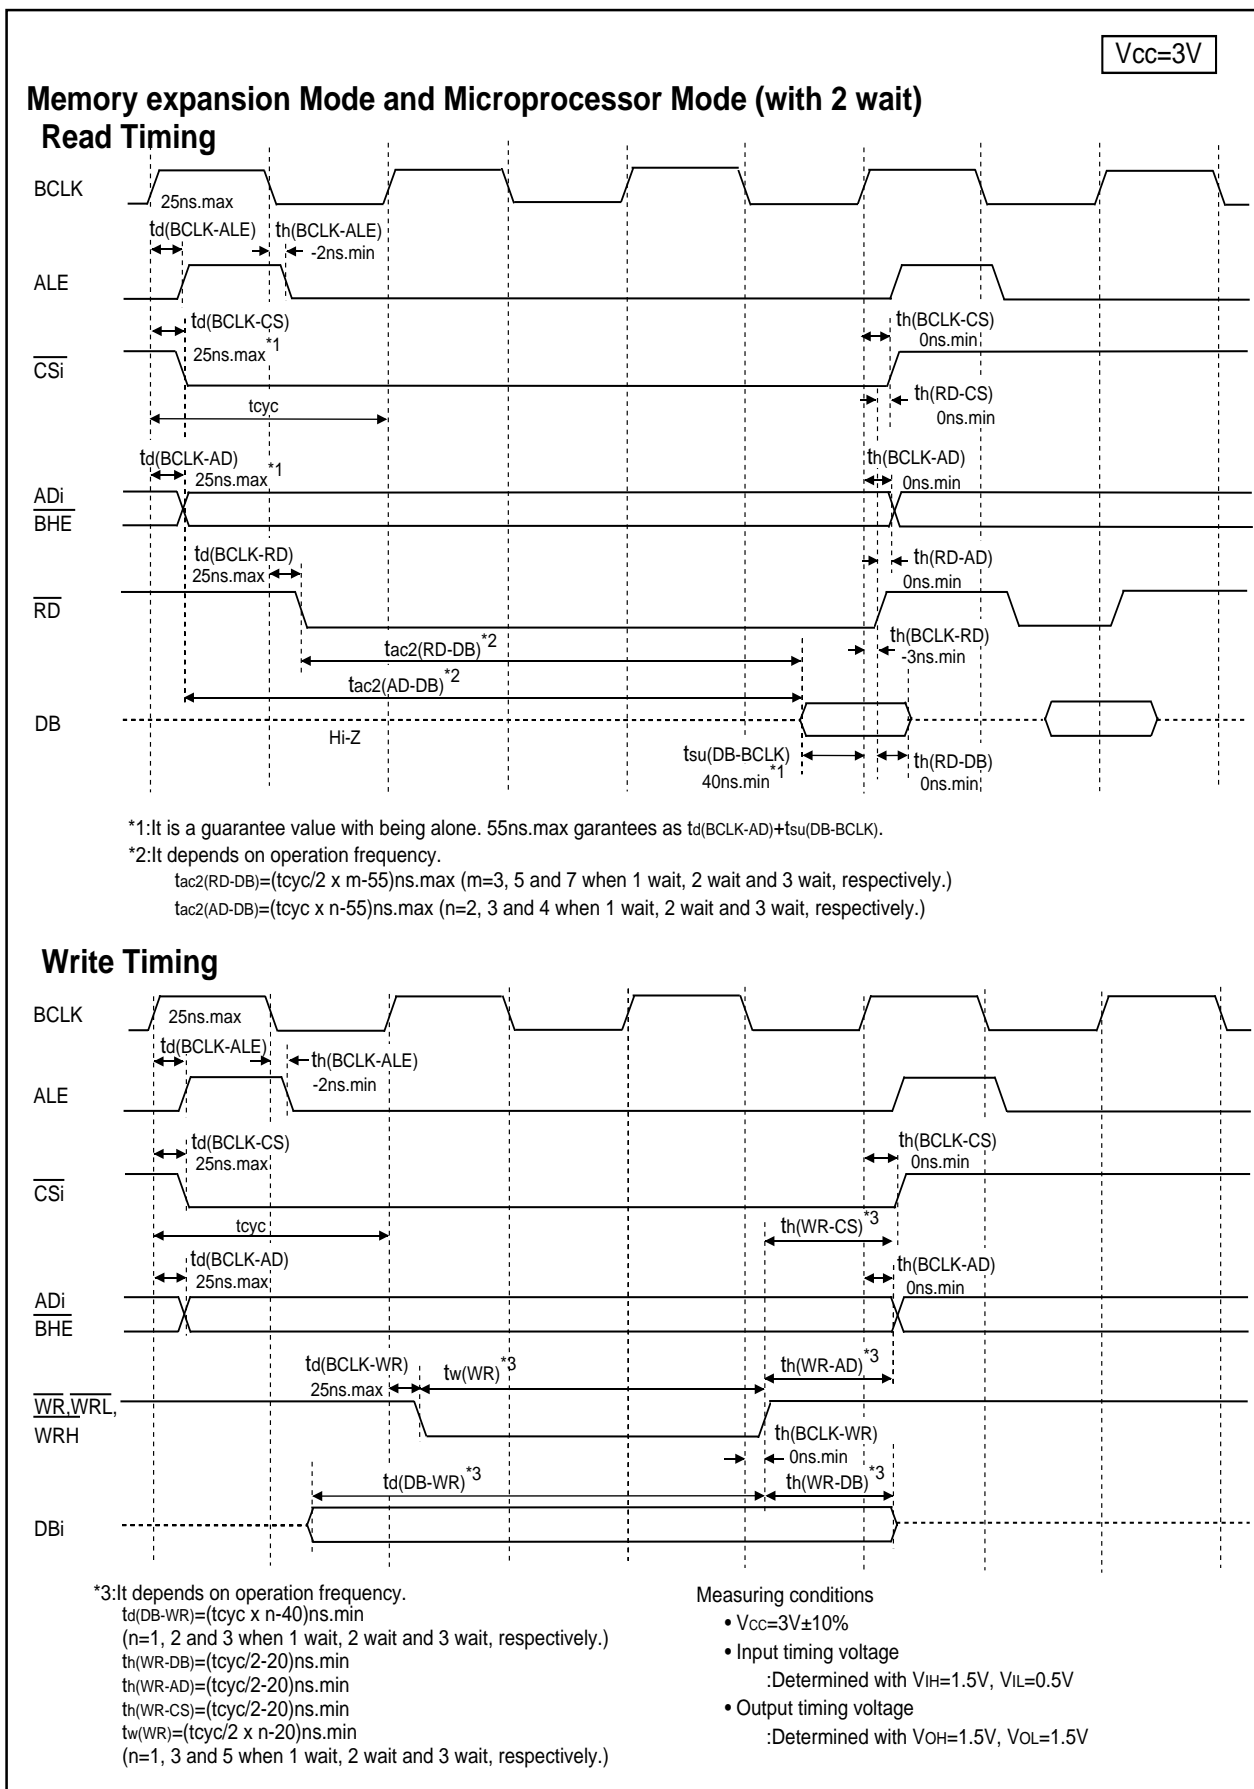 Vcc=3V
Memory expansion Mode and Microprocessor Mode (with 2 wait)
Read Timing
BCLK
25ns.max
td(BCLK-ALE)
th(BCLK-ALE)
-2ns.min
ALE
td(BCLK-CS)
25ns.max*1
th(BCLK-CS)
0ns.min
CSi
tcyc
th(RD-CS)
0ns.min
td(BCLK-AD)
25ns.max*1
th(BCLK-AD)
0ns.min
ADi
BHE
td(BCLK-RD)
25ns.max
th(RD-AD)
0ns.min
RD
tac2(RD-DB)*2
th(BCLK-RD)
-3ns.min
tac2(AD-DB)*2
DB
Hi-Z
tsu(DB-BCLK)
40ns.min*1
th(RD-DB)
0ns.min
*1:It is a guarantee value with being alone. 55ns.max garantees as td(BCLK-AD)+tsu(DB-BCLK).
*2:It depends on operation frequency.
tac2(RD-DB)=(tcyc/2 x m-55)ns.max (m=3, 5 and 7 when 1 wait, 2 wait and 3 wait, respectively.)
tac2(AD-DB)=(tcyc x n-55)ns.max (n=2, 3 and 4 when 1 wait, 2 wait and 3 wait, respectively.)
Write Timing
BCLK
25ns.max
td(BCLK-ALE)
th(BCLK-ALE)
-2ns.min
ALE
td(BCLK-CS)
25ns.max
th(BCLK-CS)
0ns.min
CSi
tcyc
th(WR-CS)*3
td(BCLK-AD)
25ns.max
th(BCLK-AD)
0ns.min
ADi
BHE
td(BCLK-WR)
25ns.max
tw(WR)*3
th(WR-AD)*3
WR,WRL,
WRH
th(BCLK-WR)
0ns.min
td(DB-WR)*3
th(WR-DB)*3
DBi
*3:It depends on operation frequency.
td(DB-WR)=(tcyc x n-40)ns.min
(n=1, 2 and 3 when 1 wait, 2 wait and 3 wait, respectively.)
th(WR-DB)=(tcyc/2-20)ns.min
th(WR-AD)=(tcyc/2-20)ns.min
th(WR-CS)=(tcyc/2-20)ns.min
tw(WR)=(tcyc/2 x n-20)ns.min
(n=1, 3 and 5 when 1 wait, 2 wait and 3 wait, respectively.)
Measuring conditions
• VCC=3V±10%
• Input timing voltage
:Determined with VIH=1.5V, VIL=0.5V
• Output timing voltage
:Determined with VOH=1.5V, VOL=1.5V